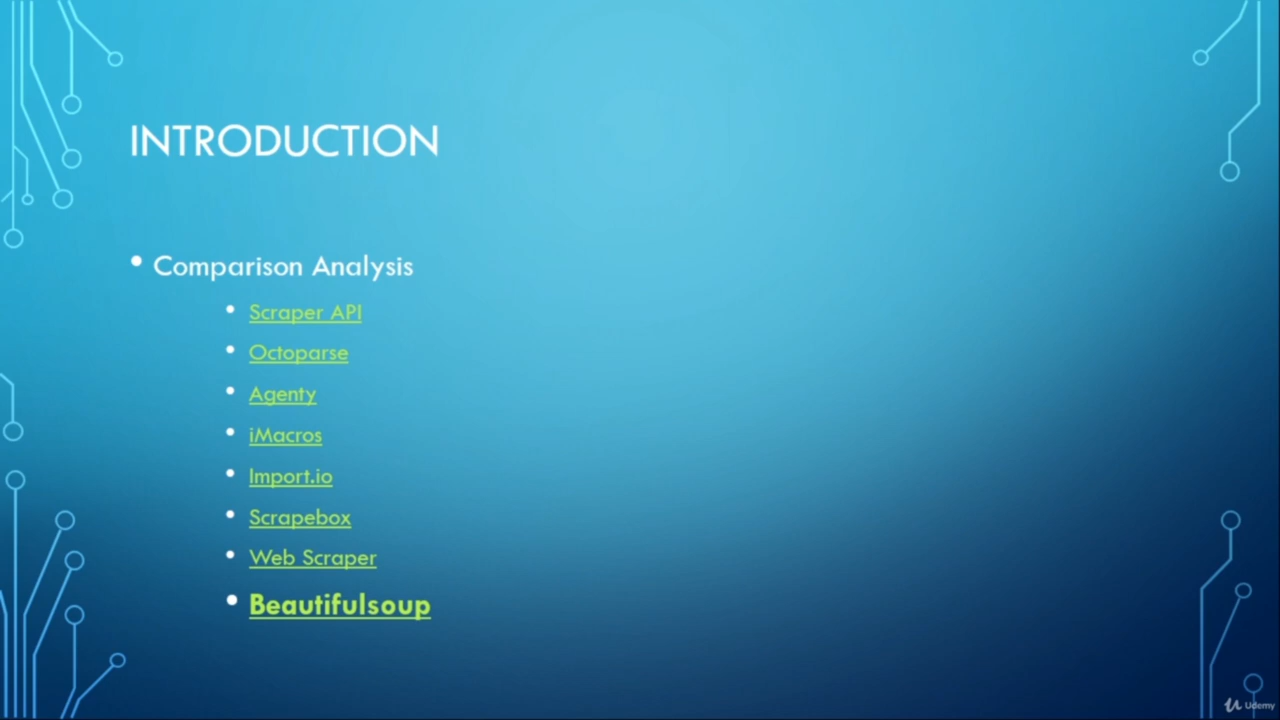 INTRODUCTION
• Comparison Analysis
• Scraper API
• Octoparse
• Agenty
• iMacros
• Import.io
• Scrapebox
• Web Scraper
• Beautifulsoup
Udemy